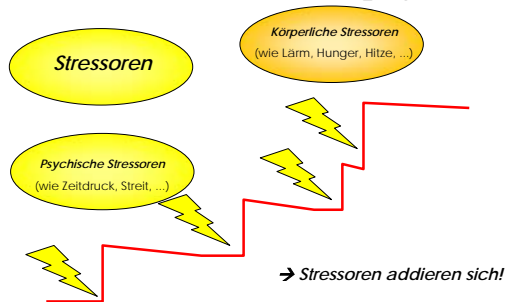 Stressoren
Körperliche Stressoren
(wie Lärm, Hunger, Hitze, ...)
Psychische Stressoren
(wie Zeitdruck, Streit, ...)
→ Stressoren addieren sich!